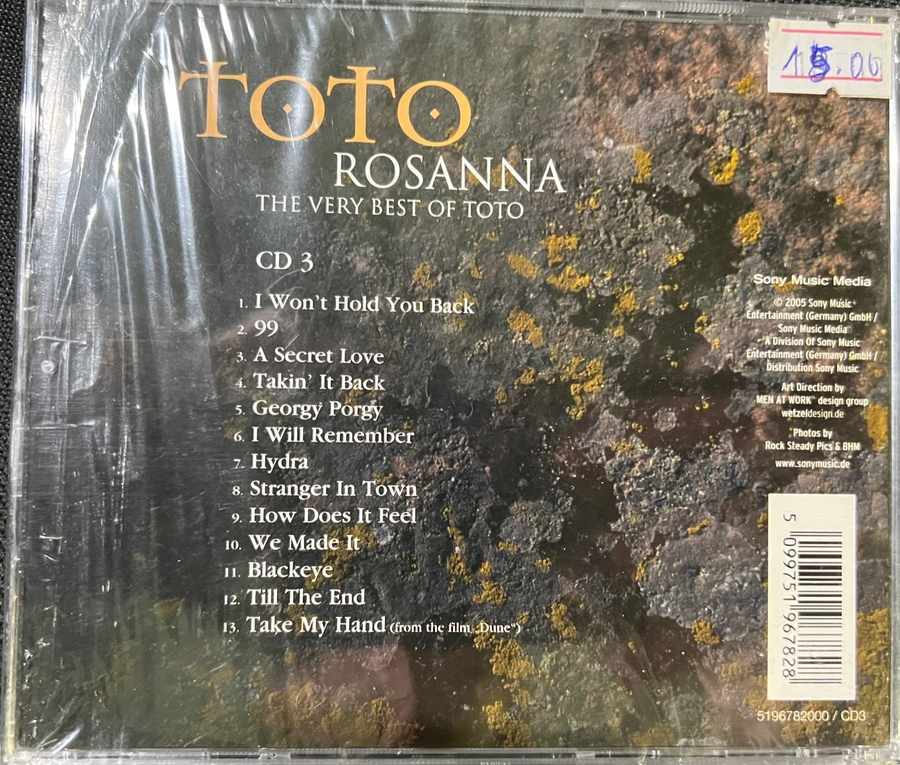 15.00
TOTO
ROSANNA
THE VERY BEST OF TOTO
CD 3
1. I Won't Hold You Back
2. 99
3. A Secret Love
4. Takin' It Back
5. Georgy Porgy
6. I Will Remember
7. Hydra
8. Stranger In Town
9. How Does It Feel
10. We Made It
11. Blackeye
12. Till The End
13. Take My Hand (from the film „Dune“)
Sony Music Media
© 2005 Sony Music
Entertainment (Germany) GmbH /
Sony Music Media
A Division Of Sony Music
Entertainment (Germany) GmbH /
Distribution Sony Music
Art Direction by
MEN AT WORK™ design group
wetzeldesign.de
Photos by
Rock Steady Pics & BHM
www.sonymusic.de
5 099751 967828
5196782000 / CD3